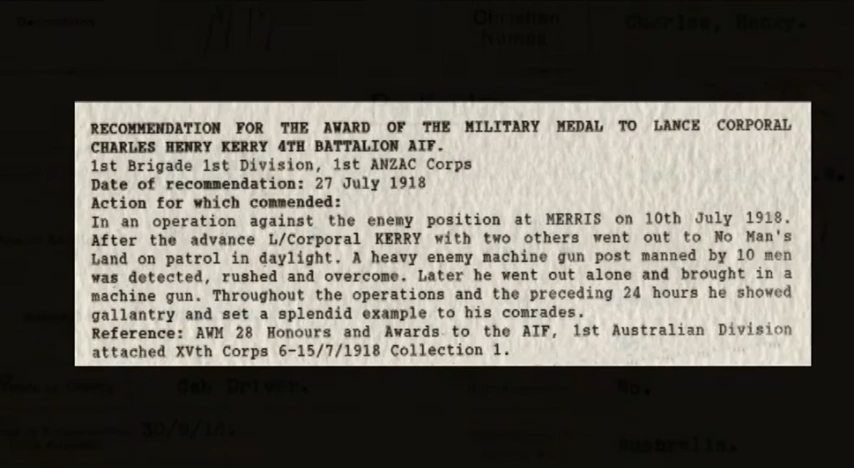 Charles, Henry.
RECOMMENDATION FOR THE AWARD OF THE MILITARY MEDAL TO LANCE CORPORAL
CHARLES HENRY KERRY 4TH BATTALION AIF.
1st Brigade 1st Division, 1st ANZAC Corps
Date of recommendation: 27 July 1918
Action for which commended:
In an operation against the enemy position at MERRIS on 10th July 1918.
After the advance L/Corporal KERRY with two others went out to No Man's
Land on patrol in daylight. A heavy enemy machine gun post manned by 10 men
was detected, rushed and overcome. Later he went out alone and brought in a
machine gun. Throughout the operations and the preceding 24 hours he showed
gallantry and set a splendid example to his comrades.
Reference: AWM 28 Honours and Awards to the AIF, 1st Australian Division
attached XVth Corps 6-15/7/1918 Collection 1.
Cab Driver.
No.
Australia.